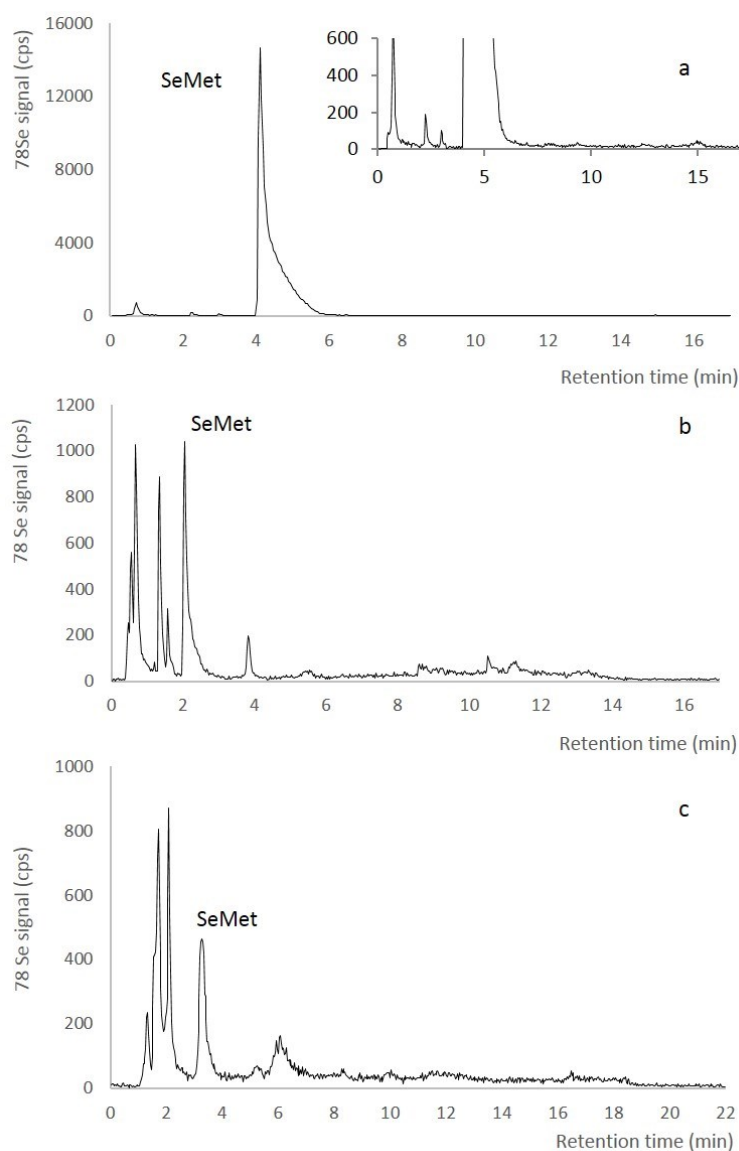 16000
12000
8000
4000
0
78Se signal (cps)
SeMet
600
400
200
0
0 5 10 15
a
0 2 4 6 8 10 12 14 16
Retention time (min)
1200
1000
800
600
400
200
0
78 Se signal (cps)
SeMet
b
0 2 4 6 8 10 12 14 16
Retention time (min)
1000
800
600
400
200
0
78 Se signal (cps)
SeMet
c
0 2 4 6 8 10 12 14 16 18 20 22
Retention time (min)